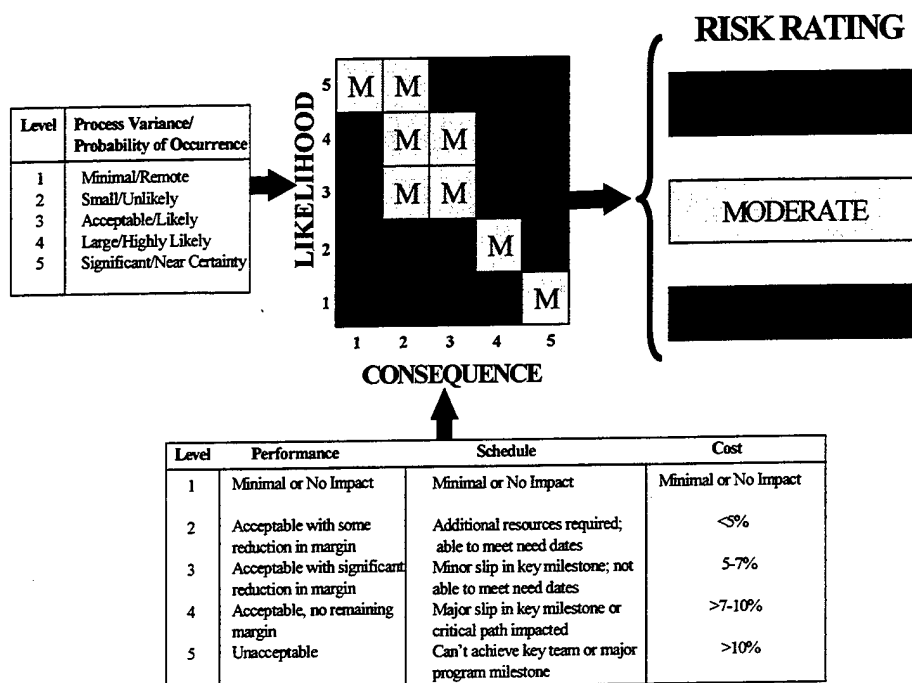 RISK RATING
MODERATE
Level Process Variance/
Probability of Occurrence
1 Minimal/Remote
2 Small/Unlikely
3 Acceptable/Likely
4 Large/Highly Likely
5 Significant/Near Certainty
LIKELIHOOD
5 M M
4 M M
3 M M
2 M
1 M
1 2 3 4 5
CONSEQUENCE
Level Performance Schedule Cost
1 Minimal or No Impact Minimal or No Impact Minimal or No Impact
2 Acceptable with some Additional resources required; <5%
reduction in margin able to meet need dates
3 Acceptable with significant Minor slip in key milestone; not 5-7%
reduction in margin able to meet need dates
4 Acceptable, no remaining Major slip in key milestone or >7-10%
margin critical path impacted
5 Unacceptable Can't achieve key team or major >10%
program milestone